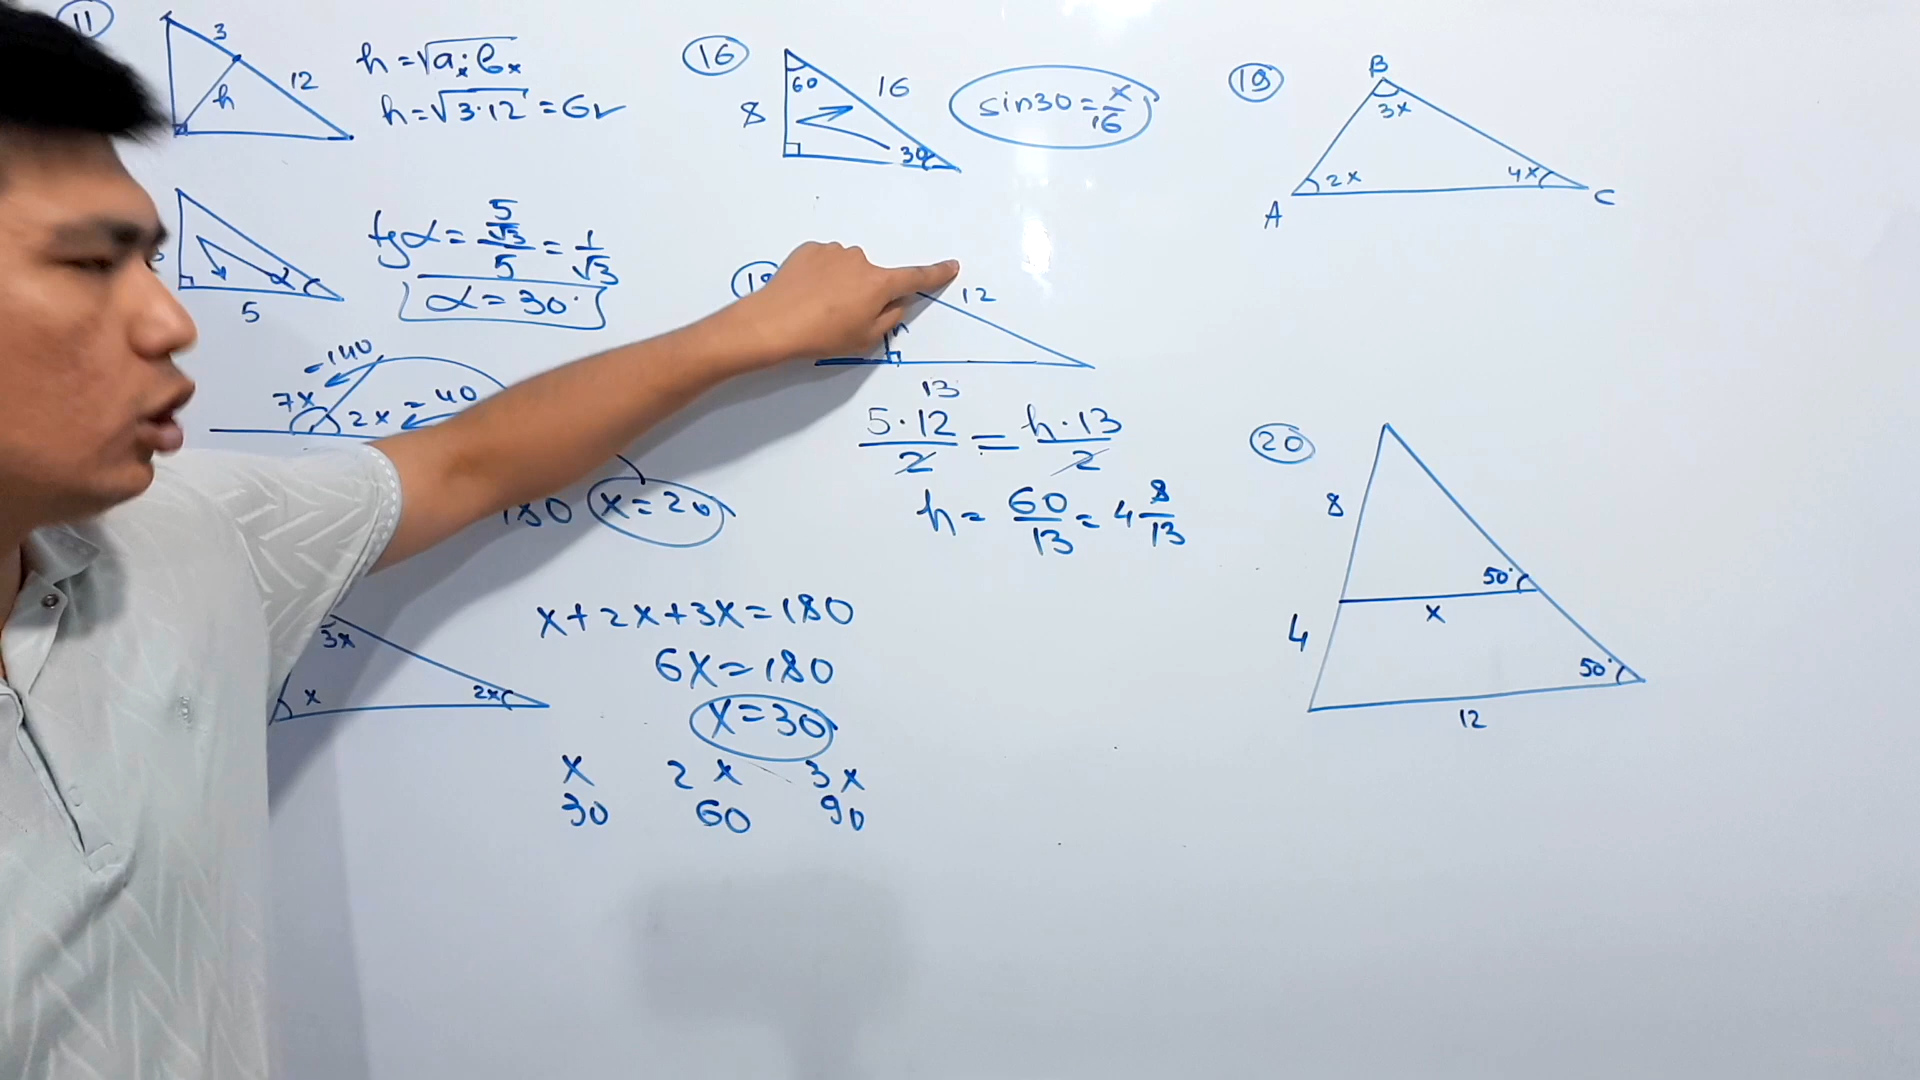 11
3
12
h
h=√a.ₓ bₓ
h=√3·12 = 6
5
α
tgα = 5/√3/5 = 1/√3
α = 30°
=140
7x
2x = 40
180 x=20
3x
x
2x
x+2x+3x=180
6x=180
x=30
x 2x 3x
30 60 90
16
60
16
8
30
sin30 = x/16
12
h
13
5·12/2 = h·13/2
h = 60/13 = 4 8/13
19
B
3x
2x
4x
A
C
20
8
50°
x
4
50°
12